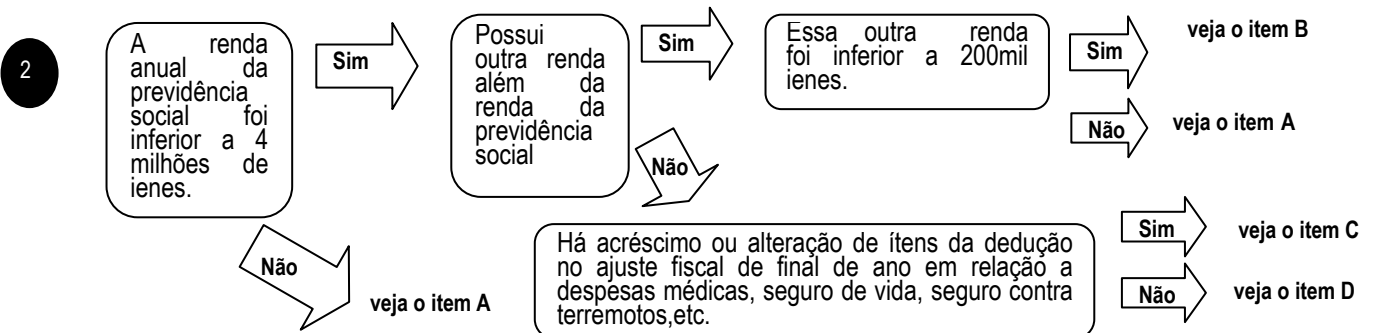 2
A renda
anual da
previdência
social foi
inferior a 4
milhões de
ienes.
Sim
Possui
outra renda
além da
renda da
previdência
social
Sim
Essa outra renda
foi inferior a 200mil
ienes.
Sim
veja o item B
Não
veja o item A
Não
Há acréscimo ou alteração de ítens da dedução
no ajuste fiscal de final de ano em relação a
despesas médicas, seguro de vida, seguro contra
terremotos,etc.
Sim
veja o item C
Não
veja o item D
Não
veja o item A